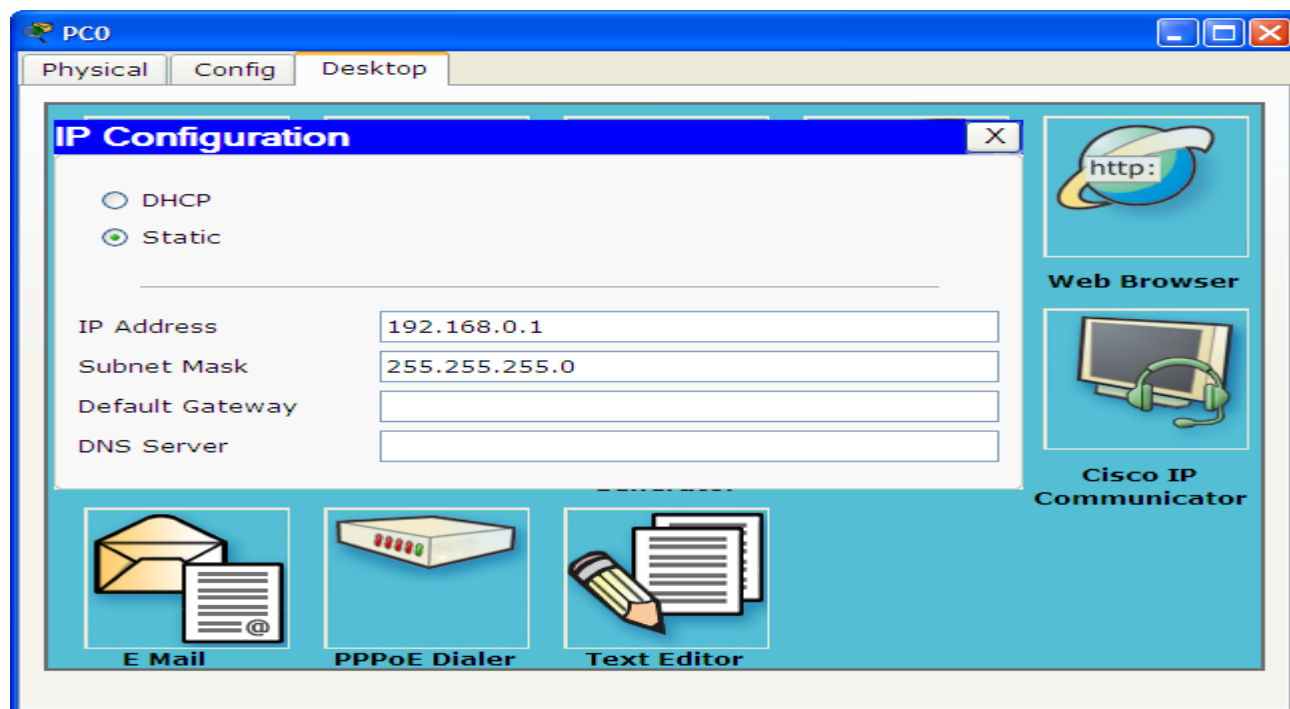 PC0
Physical Config Desktop
IP Configuration
X
http:
DHCP
Static
Web Browser
IP Address 192.168.0.1
Subnet Mask 255.255.255.0
Default Gateway
DNS Server
Cisco IP
Communicator
@
E Mail PPPoE Dialer Text Editor